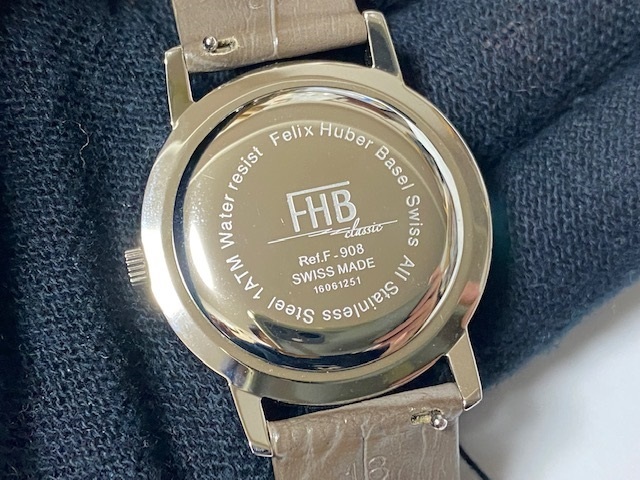 Felix Huber Basel Swiss All Stainless Steel 1ATM Water resist
FHB
classic
Ref.F-908
SWISS MADE
16061251